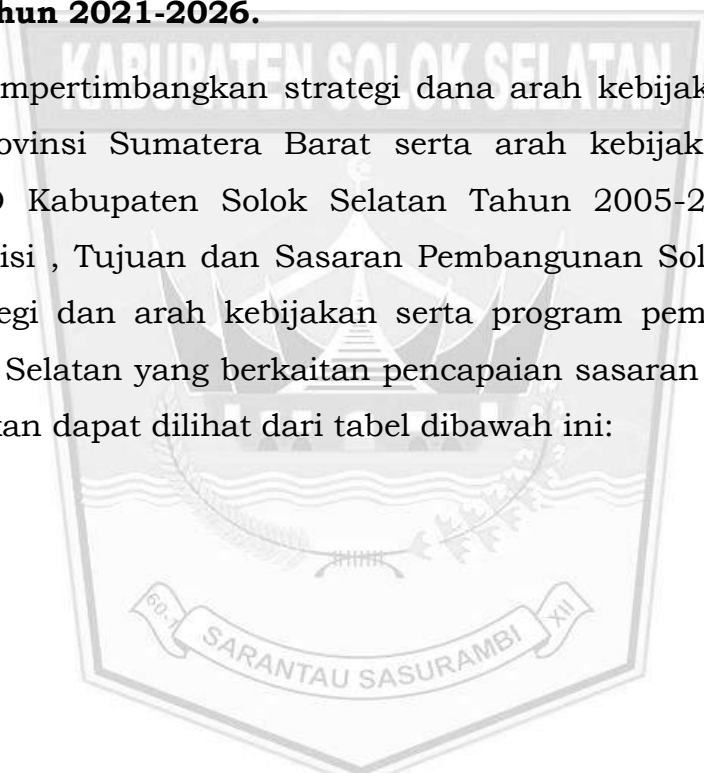 hun 2021-2026.
KABUPATEN SOLOK SELATAN
mpertimbangkan strategi dana arah kebijak
ovinsi Sumatera Barat serta arah kebijak
Kabupaten Solok Selatan Tahun 2005-2
isi , Tujuan dan Sasaran Pembangunan Sol
egi dan arah kebijakan serta program pem
Selatan yang berkaitan pencapaian sasaran
kan dapat dilihat dari tabel dibawah ini:
SARANTAU SASURAMBI
XII